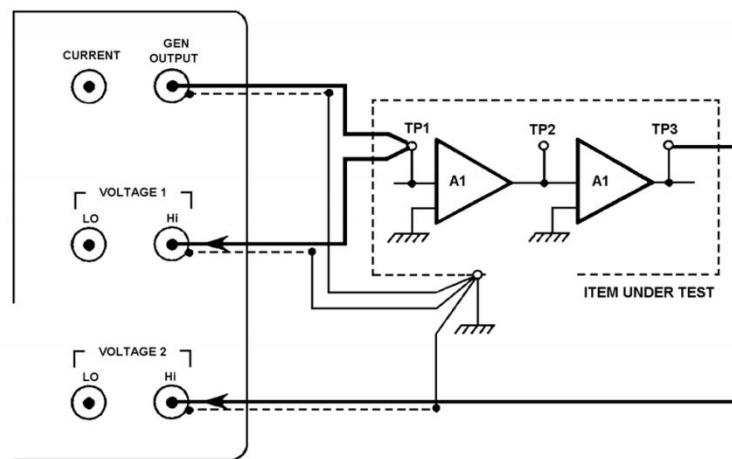 CURRENT
GEN
OUTPUT
VOLTAGE 1
LO
Hi
VOLTAGE 2
LO
Hi
TP1
TP2
TP3
A1
A1
ITEM UNDER TEST